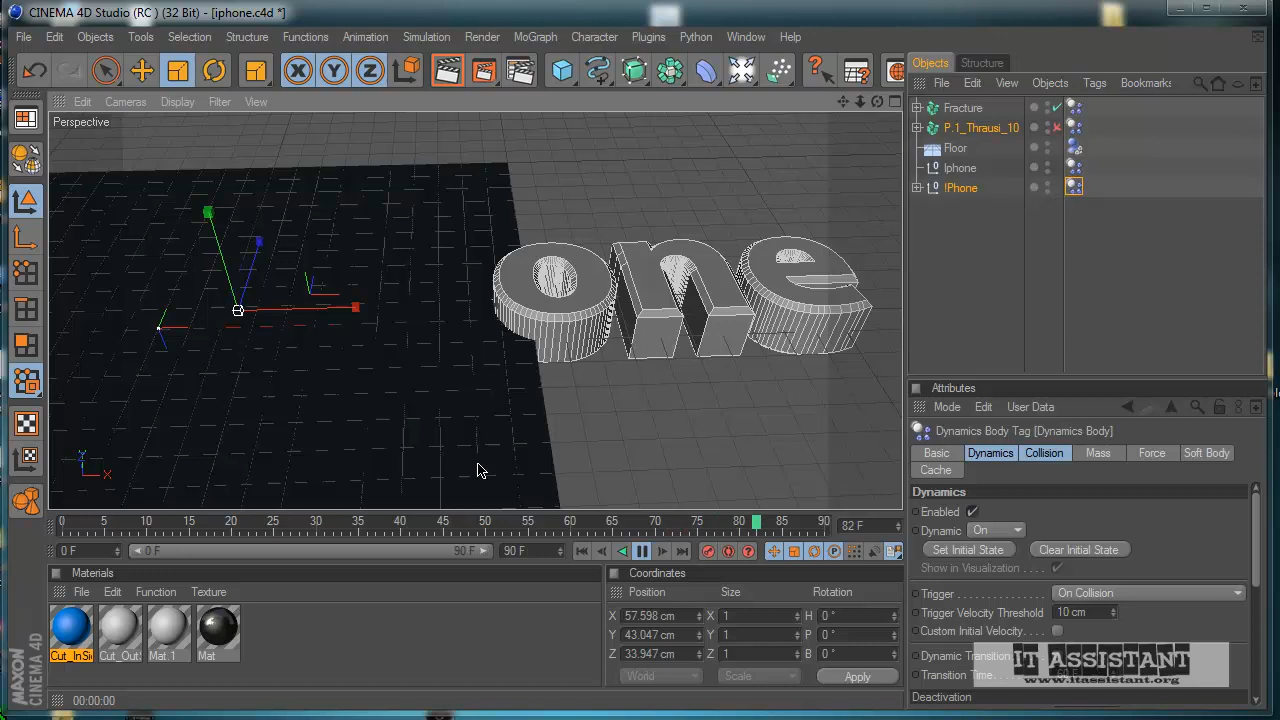 CINEMA 4D Studio (RC ) (32 Bit) - [iphone.c4d *]
File Edit Objects Tools Selection Structure Functions Animation Simulation Render MoGraph Character Plugins Python Window Help
X Y Z
Edit Cameras Display Filter View
Perspective
one
Y
X
0 5 10 15 20 25 30 35 40 45 50 55 60 65 70 75 80 85 90 82 F
0 F 0 F 90 F 90 F
Materials
File Edit Function Texture
Cut_InSi Cut_Out: Mat.1 Mat
Coordinates
Position Size Rotation
X 57.598 cm X 1 H 0 °
Y 43.047 cm Y 1 P 0 °
Z 33.947 cm Z 1 B 0 °
World Scale Apply
00:00:00
MAXON
CINEMA 4D
Objects Structure
File Edit View Objects Tags Bookmarks
Fracture
P.1_Thrausi_10
Floor
Iphone
!Phone
Attributes
Mode Edit User Data
Dynamics Body Tag [Dynamics Body]
Basic Dynamics Collision Mass Force Soft Body
Cache
Dynamics
Enabled
Dynamic On
Set Initial State Clear Initial State
Show in Visualization
Trigger On Collision
Trigger Velocity Threshold 10 cm
Custom Initial Velocity
Dynamic Transition
Transition Time
Deactivation
IT ASSISTANT
www.itassistant.org